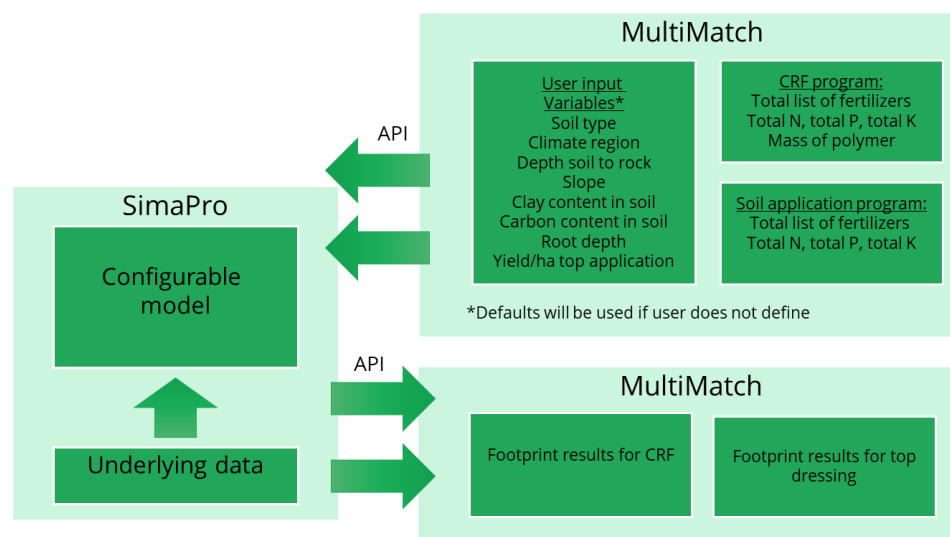 MultiMatch
User input
Variables*
Soil type
Climate region
Depth soil to rock
Slope
Clay content in soil
Carbon content in soil
Root depth
Yield/ha top application
CRF program:
Total list of fertilizers
Total N, total P, total K
Mass of polymer
Soil application program:
Total list of fertilizers
Total N, total P, total K
*Defaults will be used if user does not define
API
SimaPro
Configurable
model
Underlying data
API
MultiMatch
Footprint results for CRF
Footprint results for top
dressing